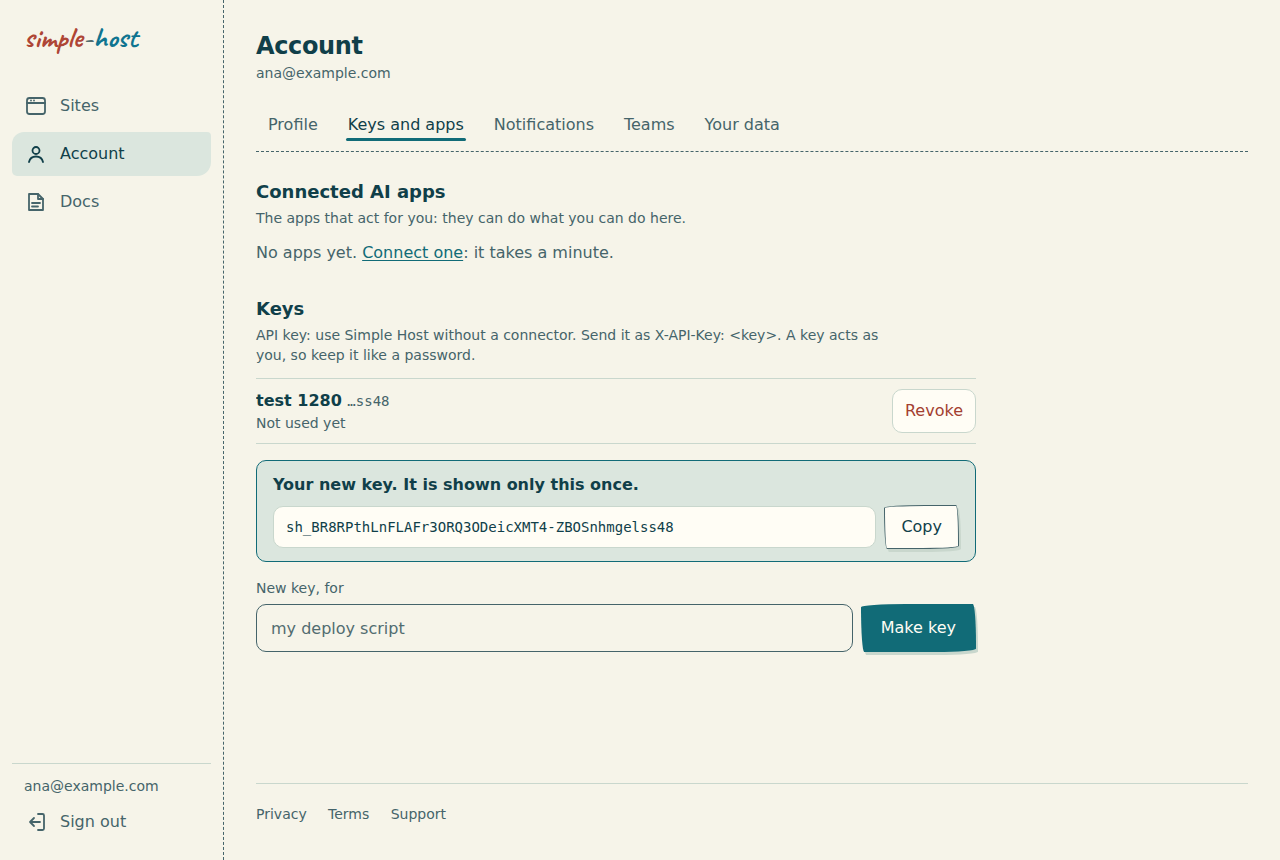 simple-host
Sites
Account
Docs
ana@example.com
Sign out
Account
ana@example.com
Profile Keys and apps Notifications Teams Your data
Connected AI apps
The apps that act for you: they can do what you can do here.
No apps yet. Connect one: it takes a minute.
Keys
API key: use Simple Host without a connector. Send it as X-API-Key: <key>. A key acts as
you, so keep it like a password.
test 1280 …ss48
Not used yet
Revoke
Your new key. It is shown only this once.
sh_BR8RPthLnFLAFr3ORQ3ODeicXMT4-ZBOSnhmgelss48
Copy
New key, for
my deploy script
Make key
Privacy Terms Support